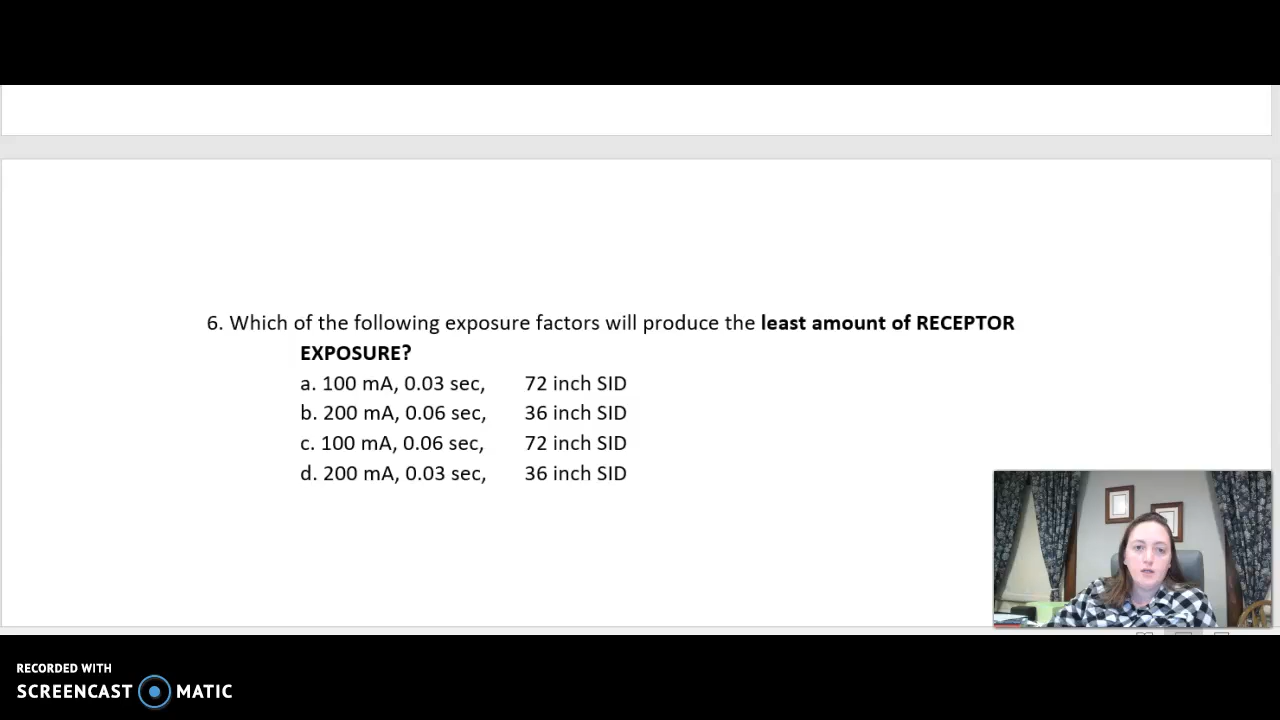 6. Which of the following exposure factors will produce the least amount of RECEPTOR
EXPOSURE?
a. 100 mA, 0.03 sec, 72 inch SID
b. 200 mA, 0.06 sec, 36 inch SID
c. 100 mA, 0.06 sec, 72 inch SID
d. 200 mA, 0.03 sec, 36 inch SID
RECORDED WITH
SCREENCAST MATIC